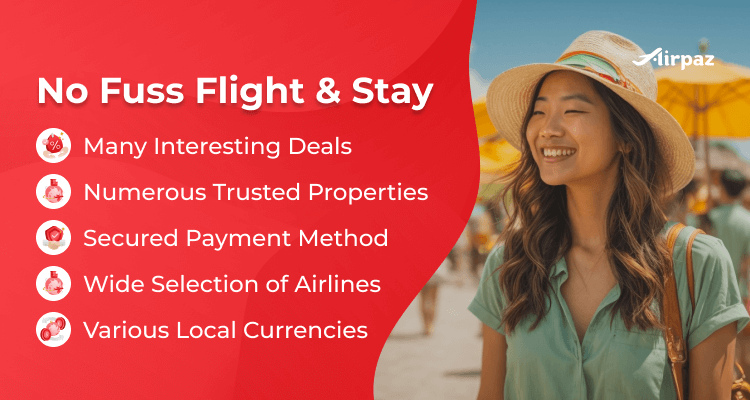 Airpaz
No Fuss Flight & Stay
Many Interesting Deals
Numerous Trusted Properties
Secured Payment Method
Wide Selection of Airlines
Various Local Currencies